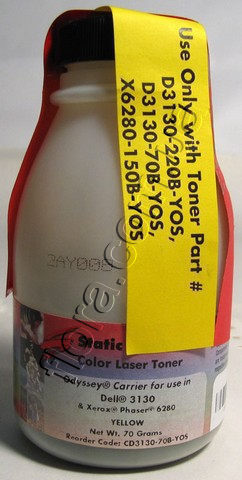 Use Only with Toner Part #
D3130-220B-YOS,
D3130-70B-YOS,
X6280-150B-YOS
2AY008
Static
Color Laser Toner
Odyssey® Carrier for use in
Dell® 3130
& Xerox® Phaser® 6280
YELLOW
Net Wt. 70 Grams
Reorder Code: CD3130-70B-YOS